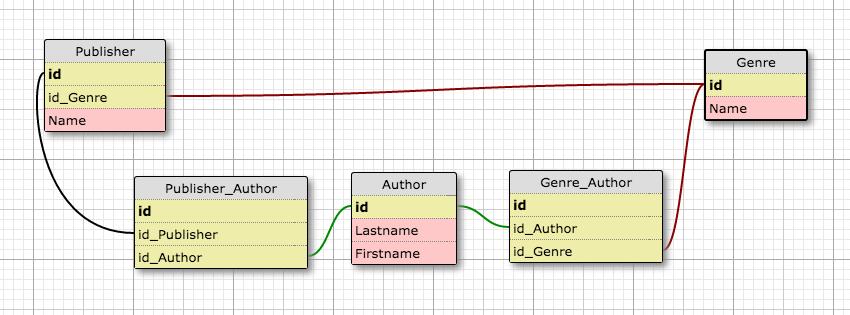 Publisher
id
id_Genre
Name
Genre
id
Name
Publisher_Author
id
id_Publisher
id_Author
Author
id
Lastname
Firstname
Genre_Author
id
id_Author
id_Genre